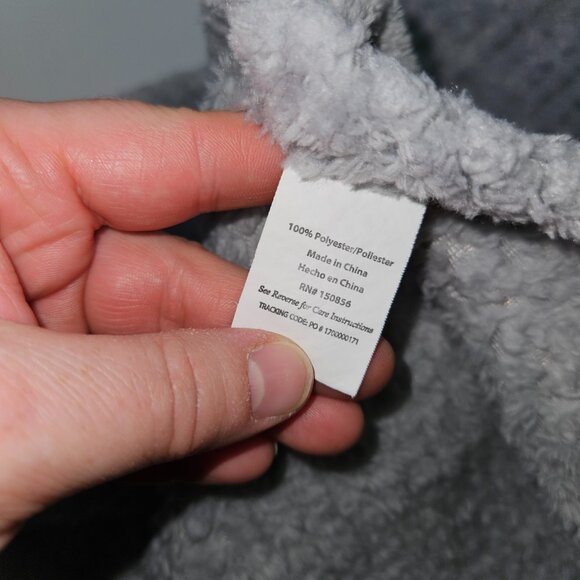 100% Polyester/Poliester
Made in China
Hecho en China
RN# 150856
See Reverse for Care Instructions
TRACKING CODE: PO # 1700000171